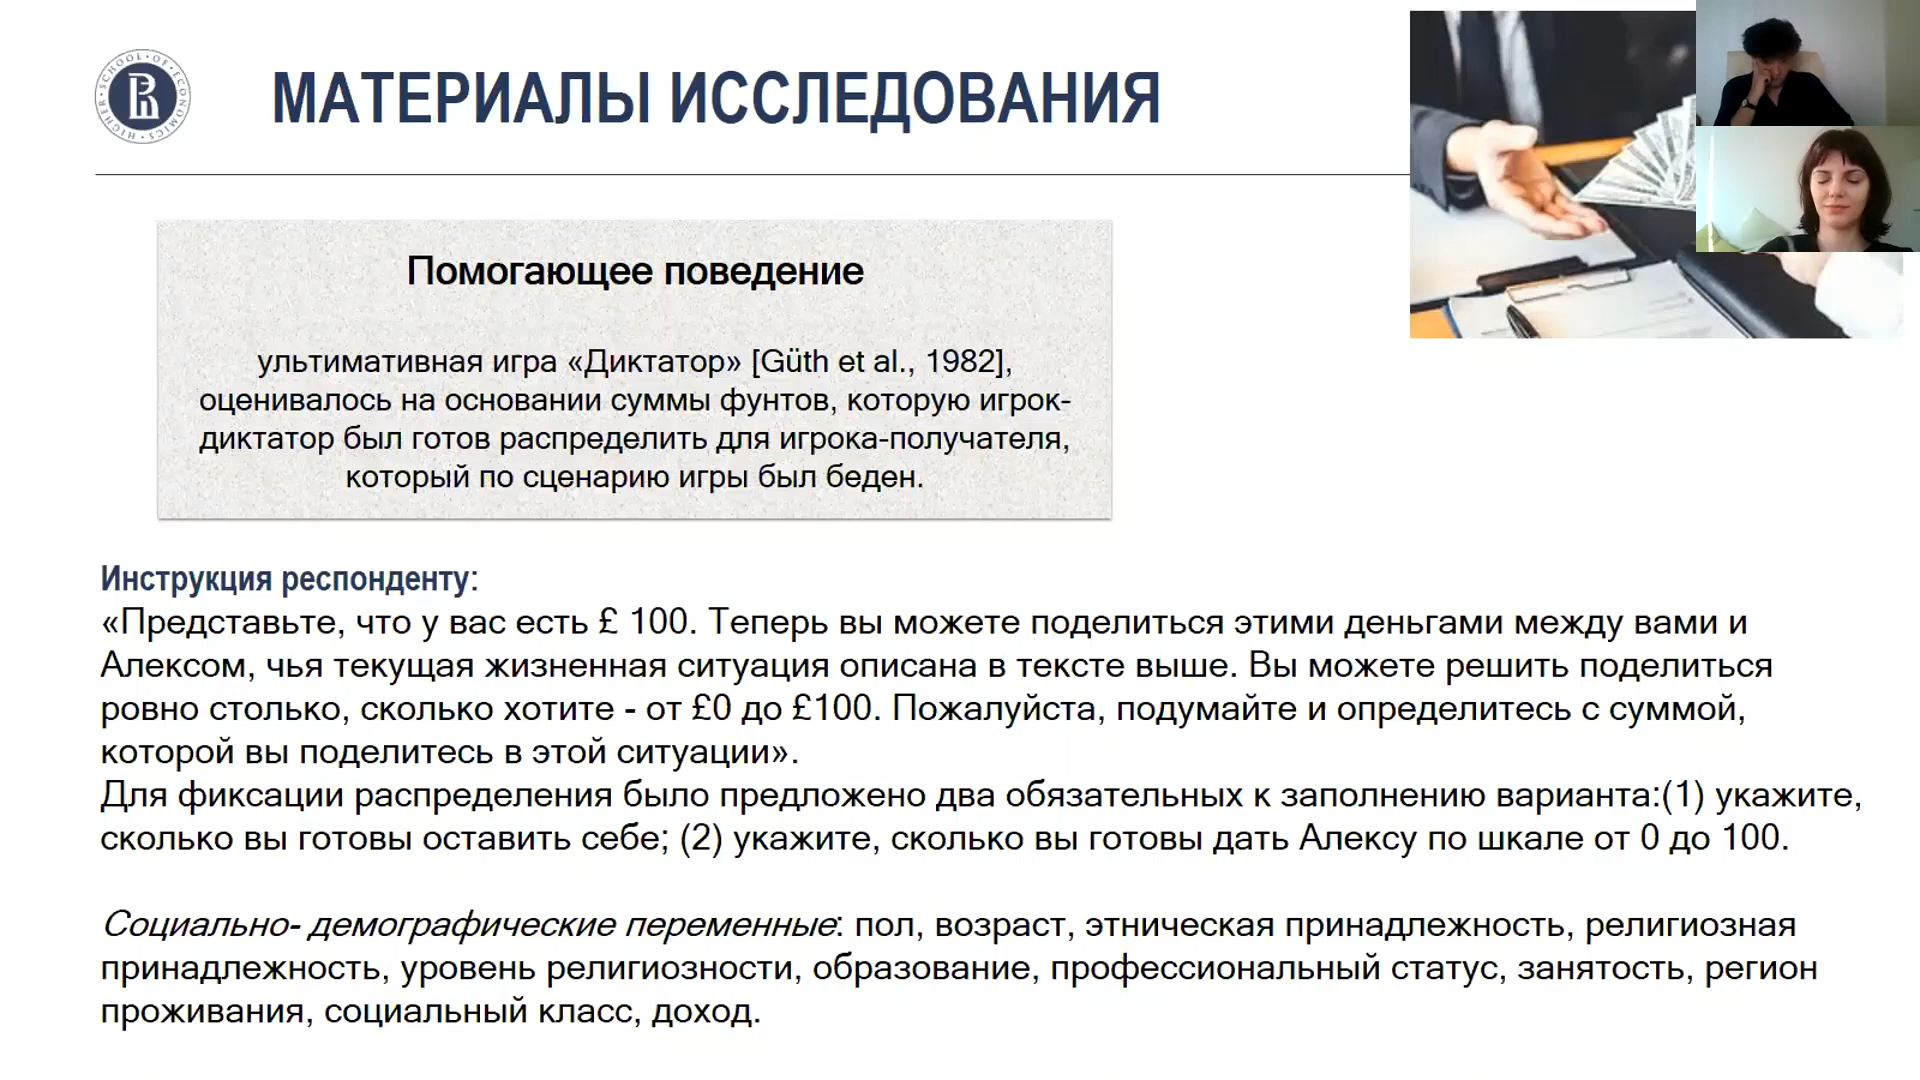 HIGHER · SCHOOL · OF · ECONOMICS
МАТЕРИАЛЫ ИССЛЕДОВАНИЯ
Помогающее поведение
ультимативная игра «Диктатор» [Güth et al., 1982],
оценивалось на основании суммы фунтов, которую игрок-
диктатор был готов распределить для игрока-получателя,
который по сценарию игры был беден.
Инструкция респонденту:
«Представьте, что у вас есть £ 100. Теперь вы можете поделиться этими деньгами между вами и
Алексом, чья текущая жизненная ситуация описана в тексте выше. Вы можете решить поделиться
ровно столько, сколько хотите - от £0 до £100. Пожалуйста, подумайте и определитесь с суммой,
которой вы поделитесь в этой ситуации».
Для фиксации распределения было предложено два обязательных к заполнению варианта:(1) укажите,
сколько вы готовы оставить себе; (2) укажите, сколько вы готовы дать Алексу по шкале от 0 до 100.
Социально- демографические переменные: пол, возраст, этническая принадлежность, религиозная
принадлежность, уровень религиозности, образование, профессиональный статус, занятость, регион
проживания, социальный класс, доход.